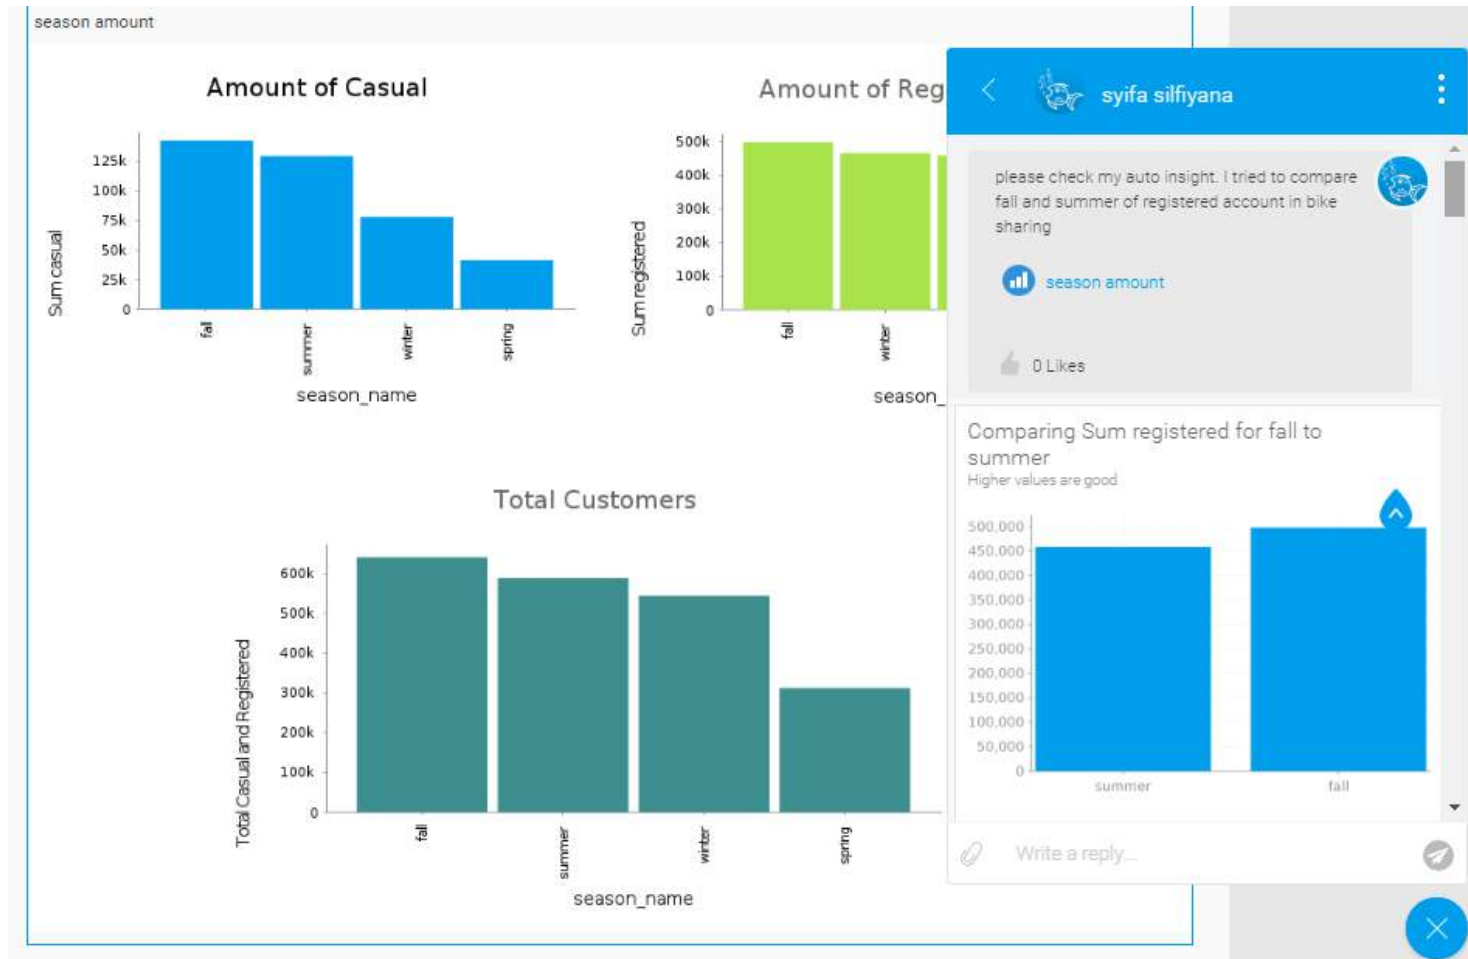 season amount
Amount of Casual
125k
100k
75k
50k
25k
0
Sum casual
fall
summer
winter
spring
season_name
Amount of Reg
500k
400k
300k
200k
100k
0
Sum registered
fall
winter
season_
Total Customers
600k
500k
400k
300k
200k
100k
0
Total Casual and Registered
fall
summer
winter
spring
season_name
syifa silfiyana
please check my auto insight. I tried to compare
fall and summer of registered account in bike
sharing
season amount
0 Likes
Comparing Sum registered for fall to
summer
Higher values are good
500,000
450,000
400,000
350,000
300,000
250,000
200,000
150,000
100,000
50,000
0
summer
fall
Write a reply...